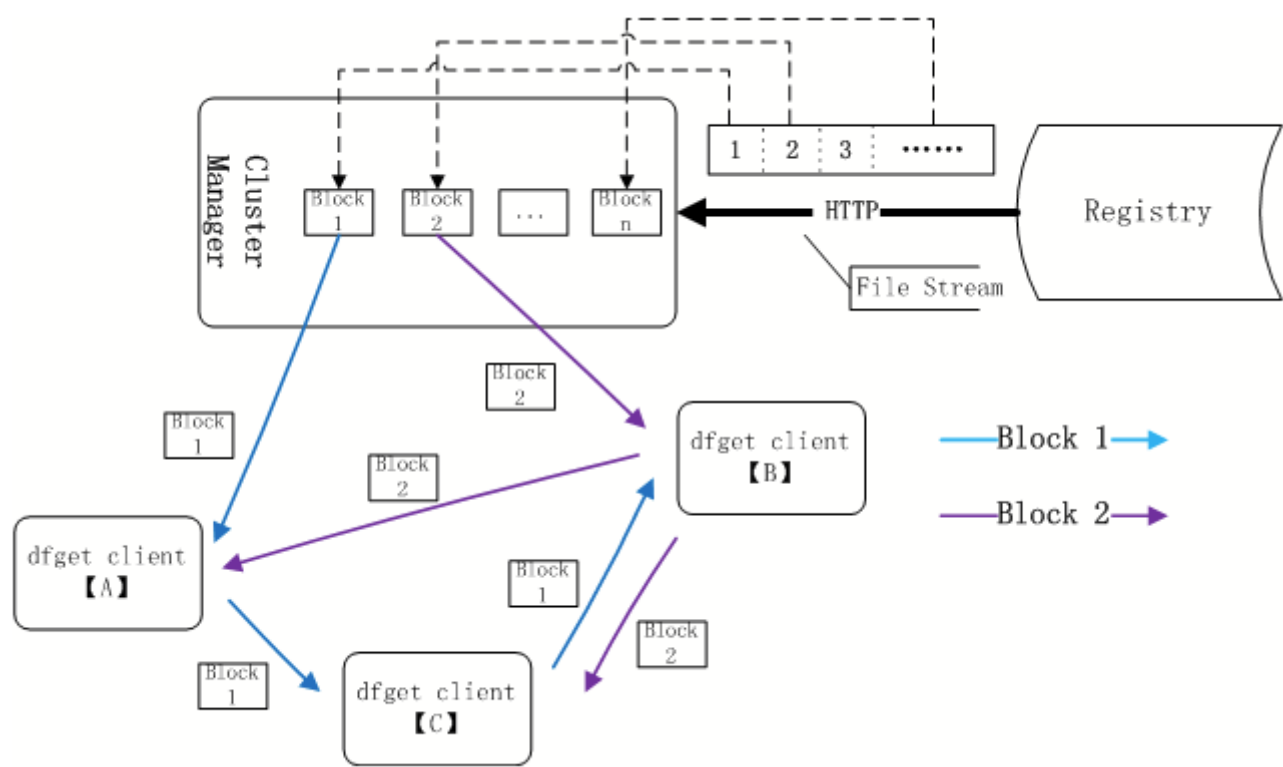 1 2 3 ······
Cluster
Manager
Block
1
Block
2
...
Block
n
HTTP
Registry
File Stream
Block
2
Block
1
dfget client
【B】
Block 1
Block
2
Block 2
dfget client
【A】
Block
1
Block
2
Block
1
dfget client
【C】